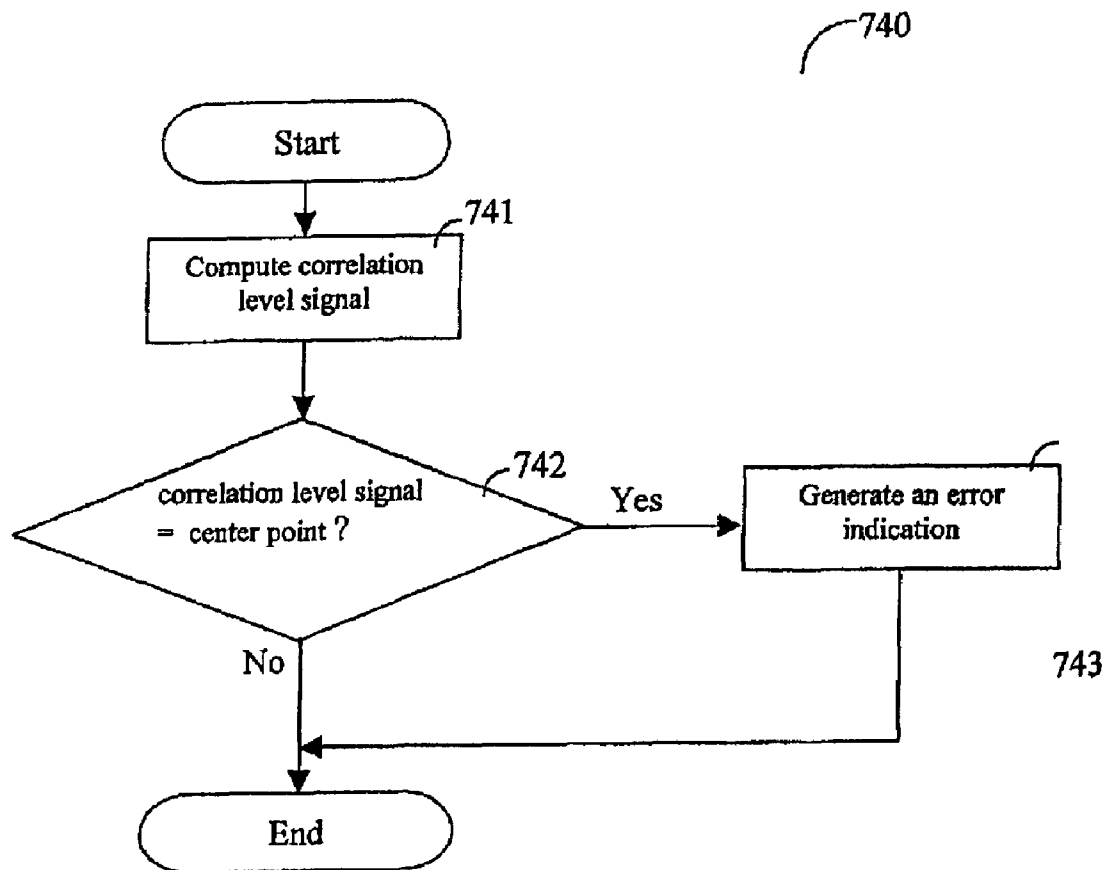 740
Start
741
Compute correlation
level signal
742
correlation level signal
= center point ?
Yes
Generate an error
indication
No
743
End